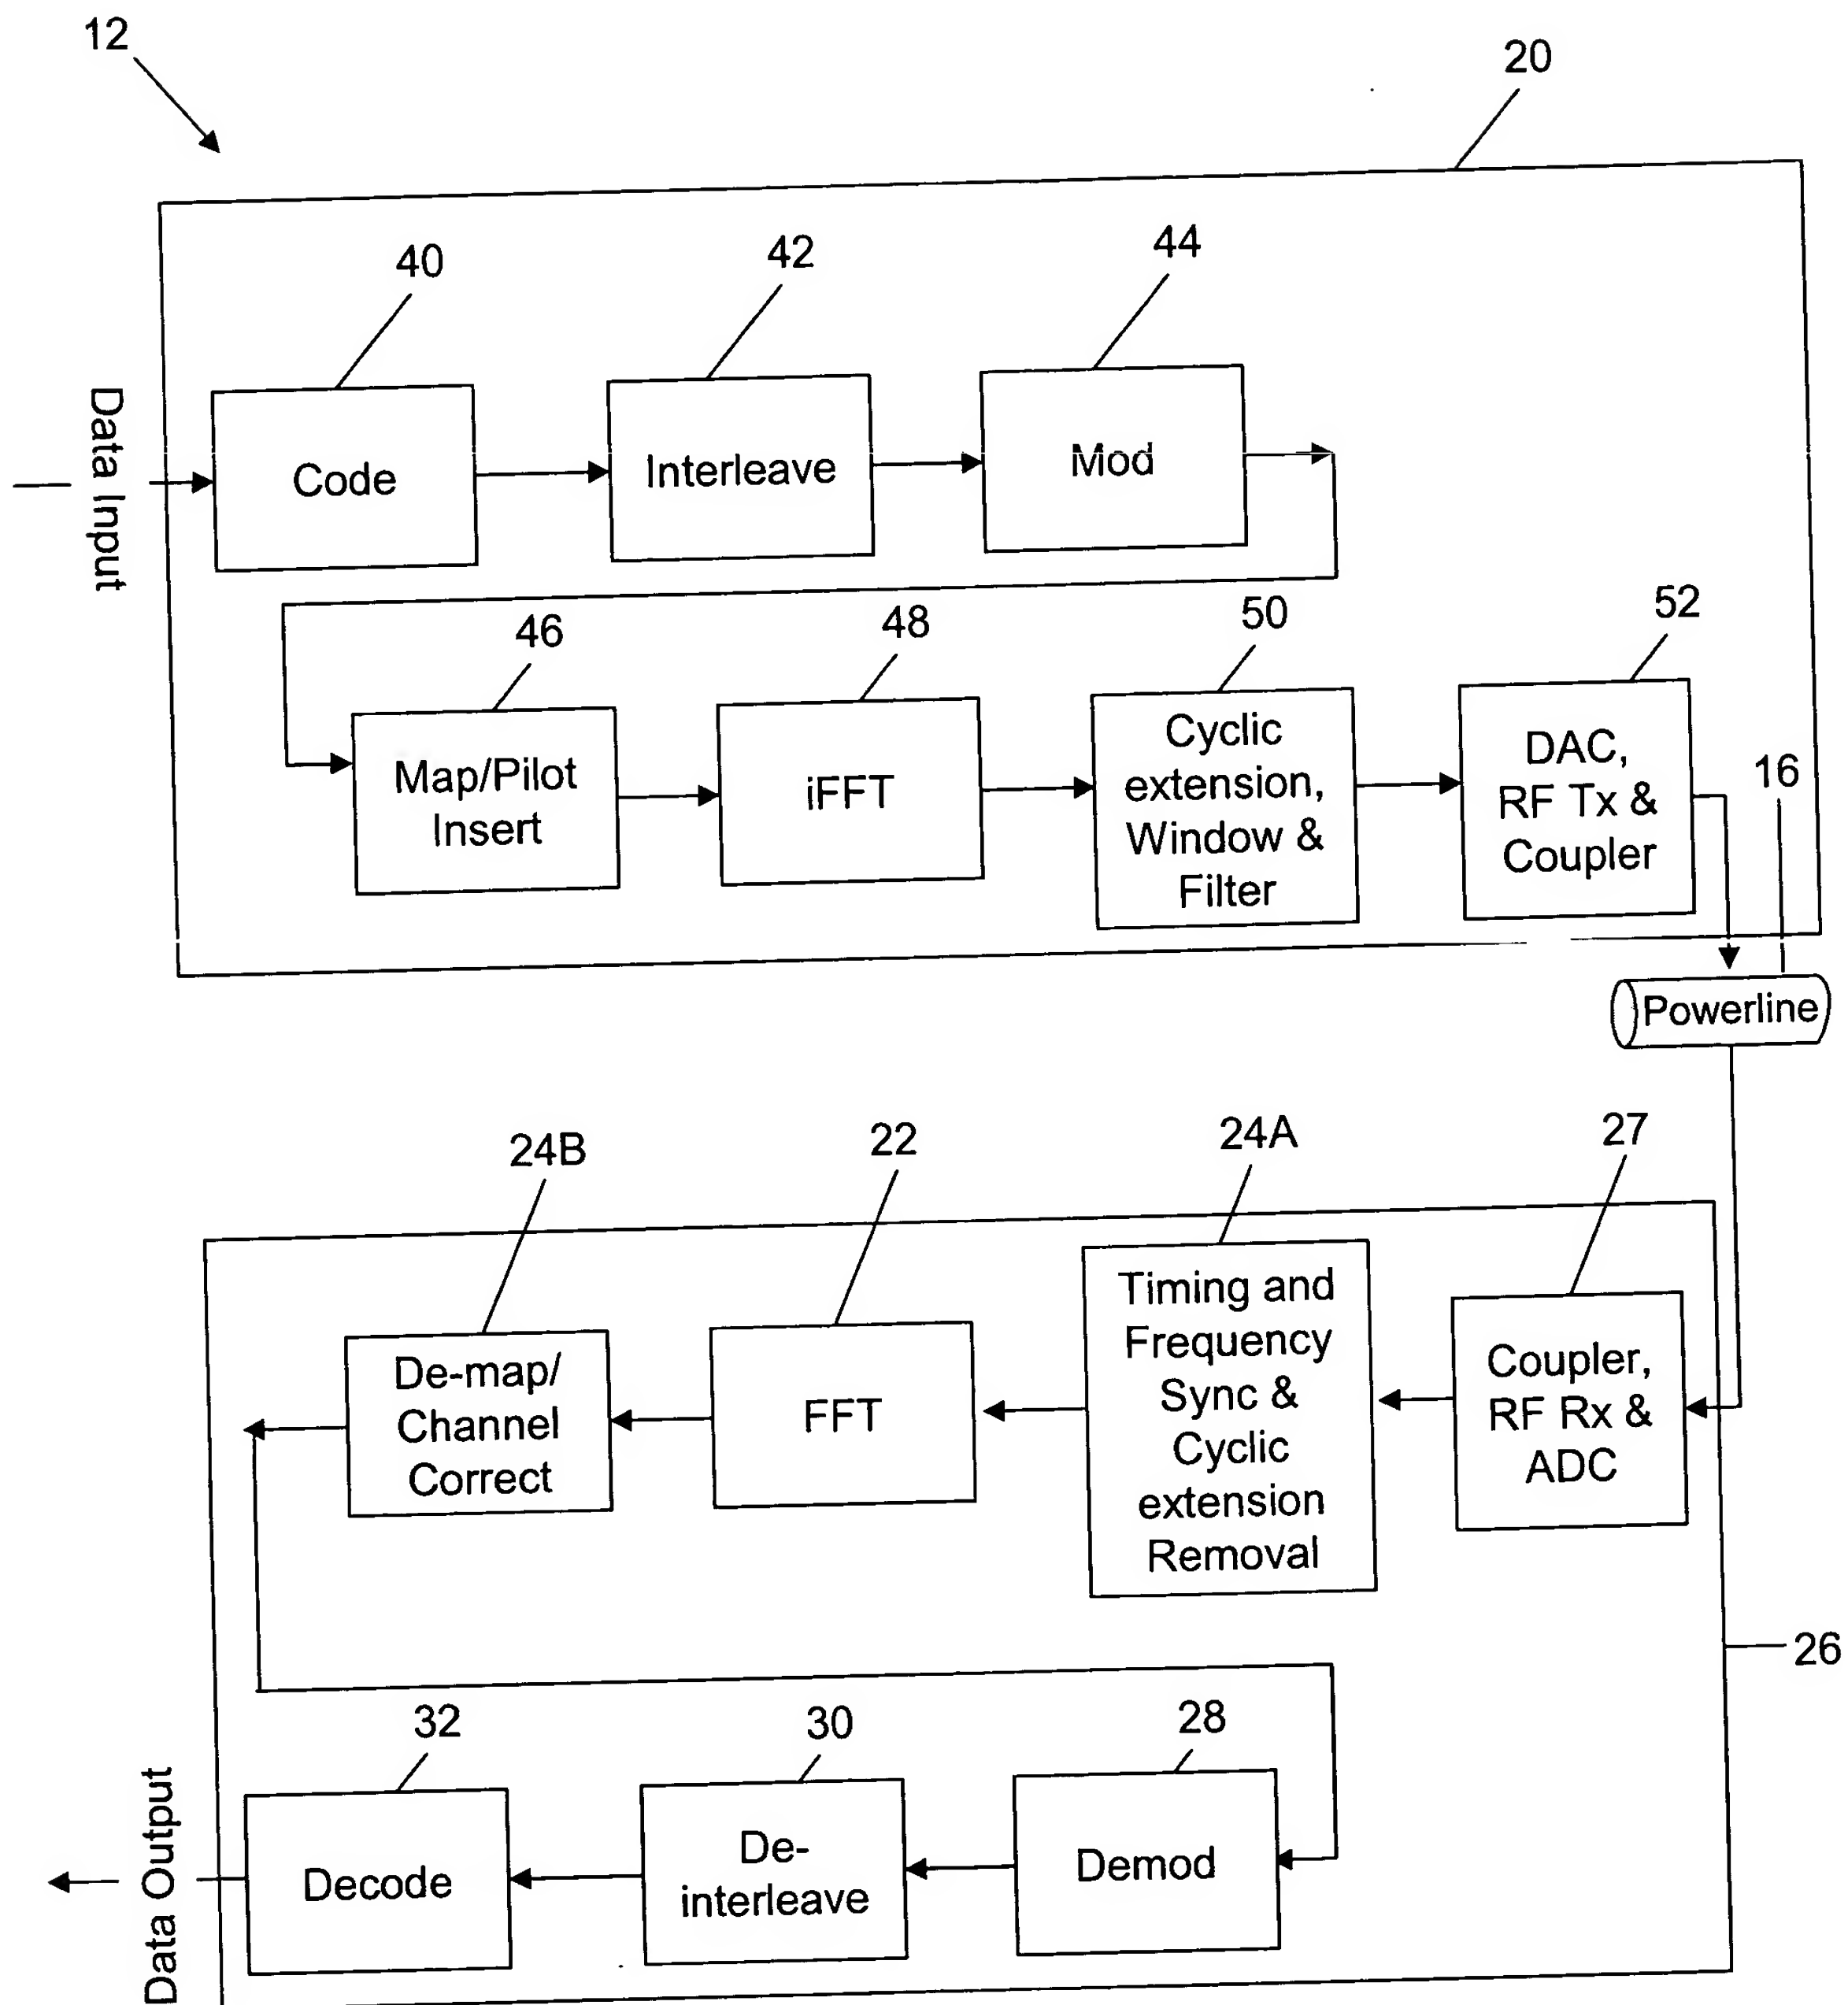 12
20
40
42
44
Data Input
Code
Interleave
Mod
46
48
50
52
16
Map/Pilot
Insert
iFFT
Cyclic
extension,
Window &
Filter
DAC,
RF Tx &
Coupler
Powerline
24B
22
24A
27
De-map/
Channel
Correct
FFT
Timing and
Frequency
Sync &
Cyclic
extension
Removal
Coupler,
RF Rx &
ADC
26
32
30
28
Data Output
Decode
De-
interleave
Demod